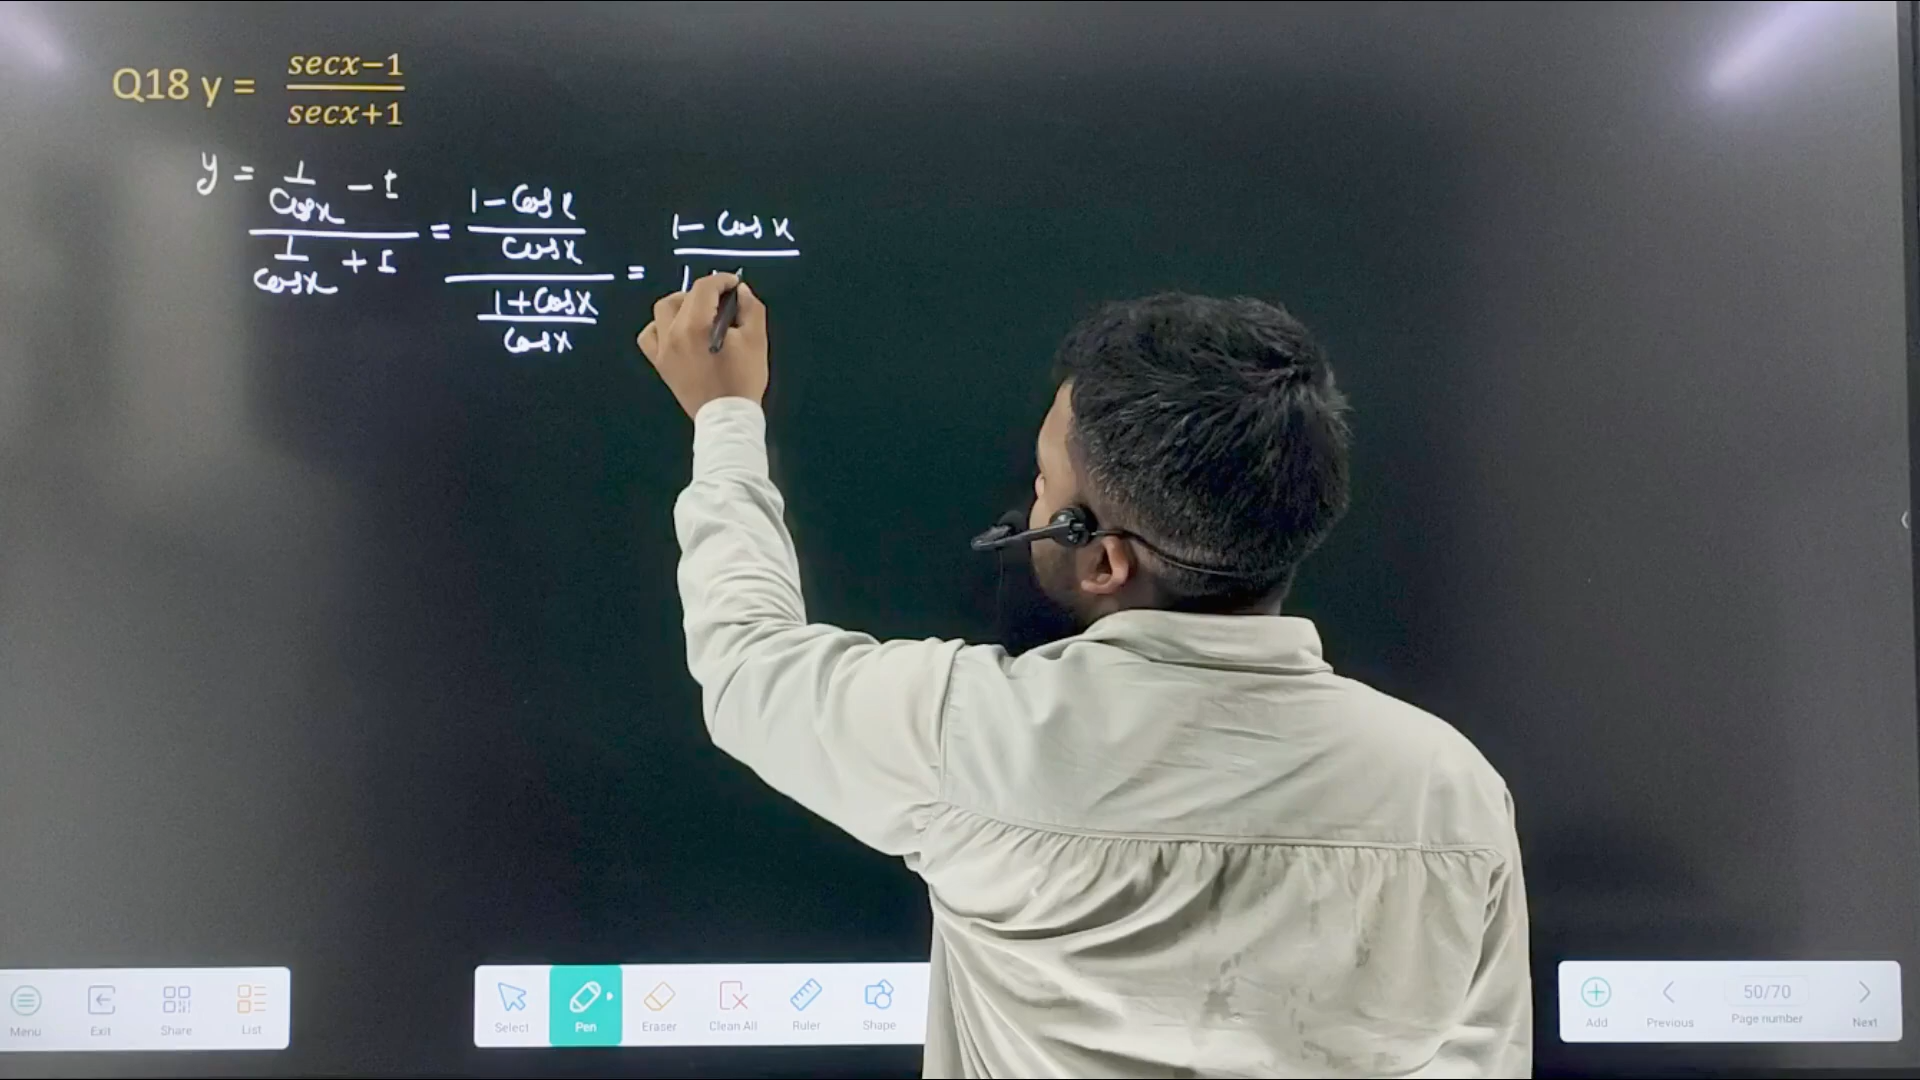 Q18 y = secx−1 / secx+1
y = (1/cosx − 1) / (1/cosx + 1) = ((1−cosx)/cosx) / ((1+cosx)/cosx) = (1−cosx) / 1+
Menu Exit Share List
Select Pen Eraser Clean All Ruler Shape
Add Previous 50/70 Page number Next